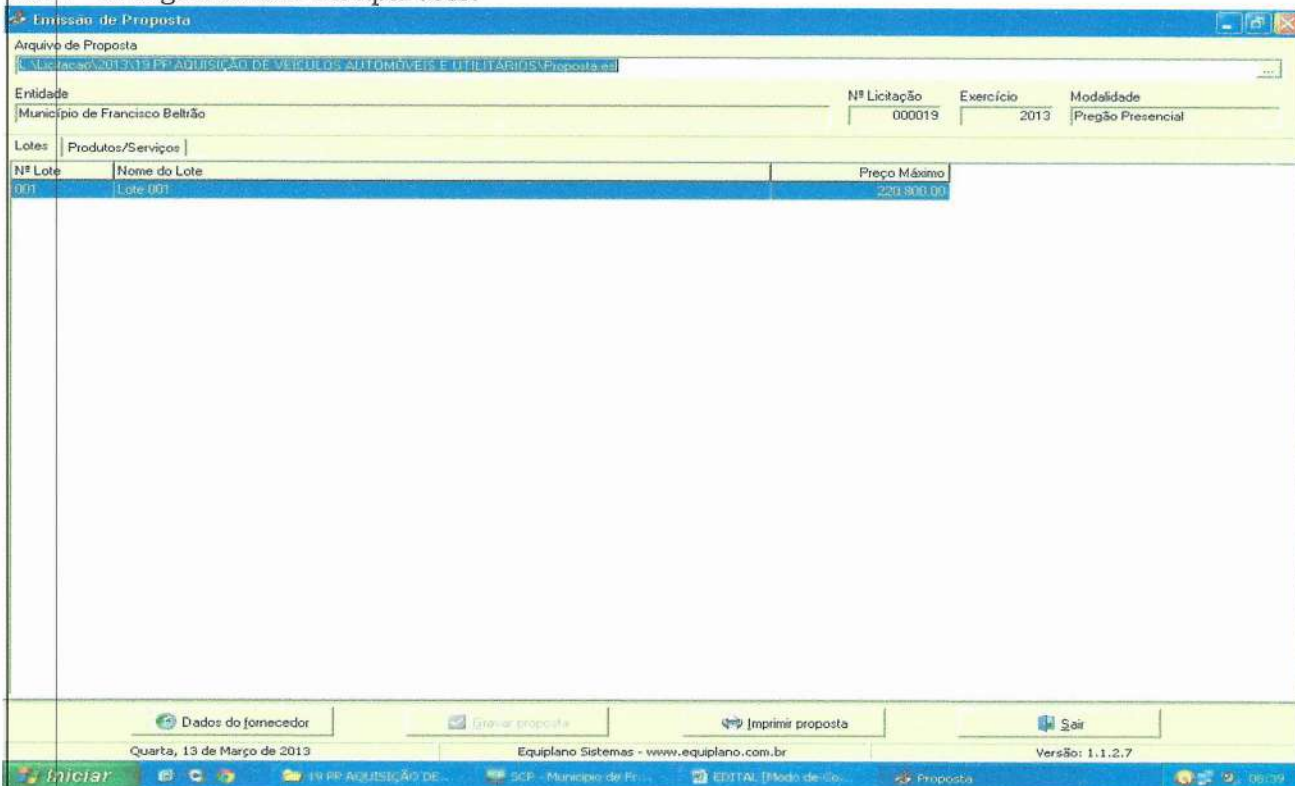 Emissão de Proposta
Arquivo de Proposta
L:\Licitacao\2013\19 PP AQUISIÇÃO DE VEICULOS AUTOMÓVEIS E UTILITÁRIOS\Proposta.esl
...
Entidade
Nº Licitação
Exercício
Modalidade
Município de Francisco Beltrão
000019
2013
Pregão Presencial
Lotes
Produtos/Serviços
Nº Lote
Nome do Lote
Preço Máximo
001
Lote 001
220.800,00
Dados do fornecedor
Gravar proposta
Imprimir proposta
Sair
Quarta, 13 de Março de 2013
Equiplano Sistemas - www.equiplano.com.br
Versão: 1.1.2.7
Iniciar
19 PP AQUISIÇÃO DE...
SCP - Municipio de Fr...
EDITAL [Modo de Co...
Proposta
08:39